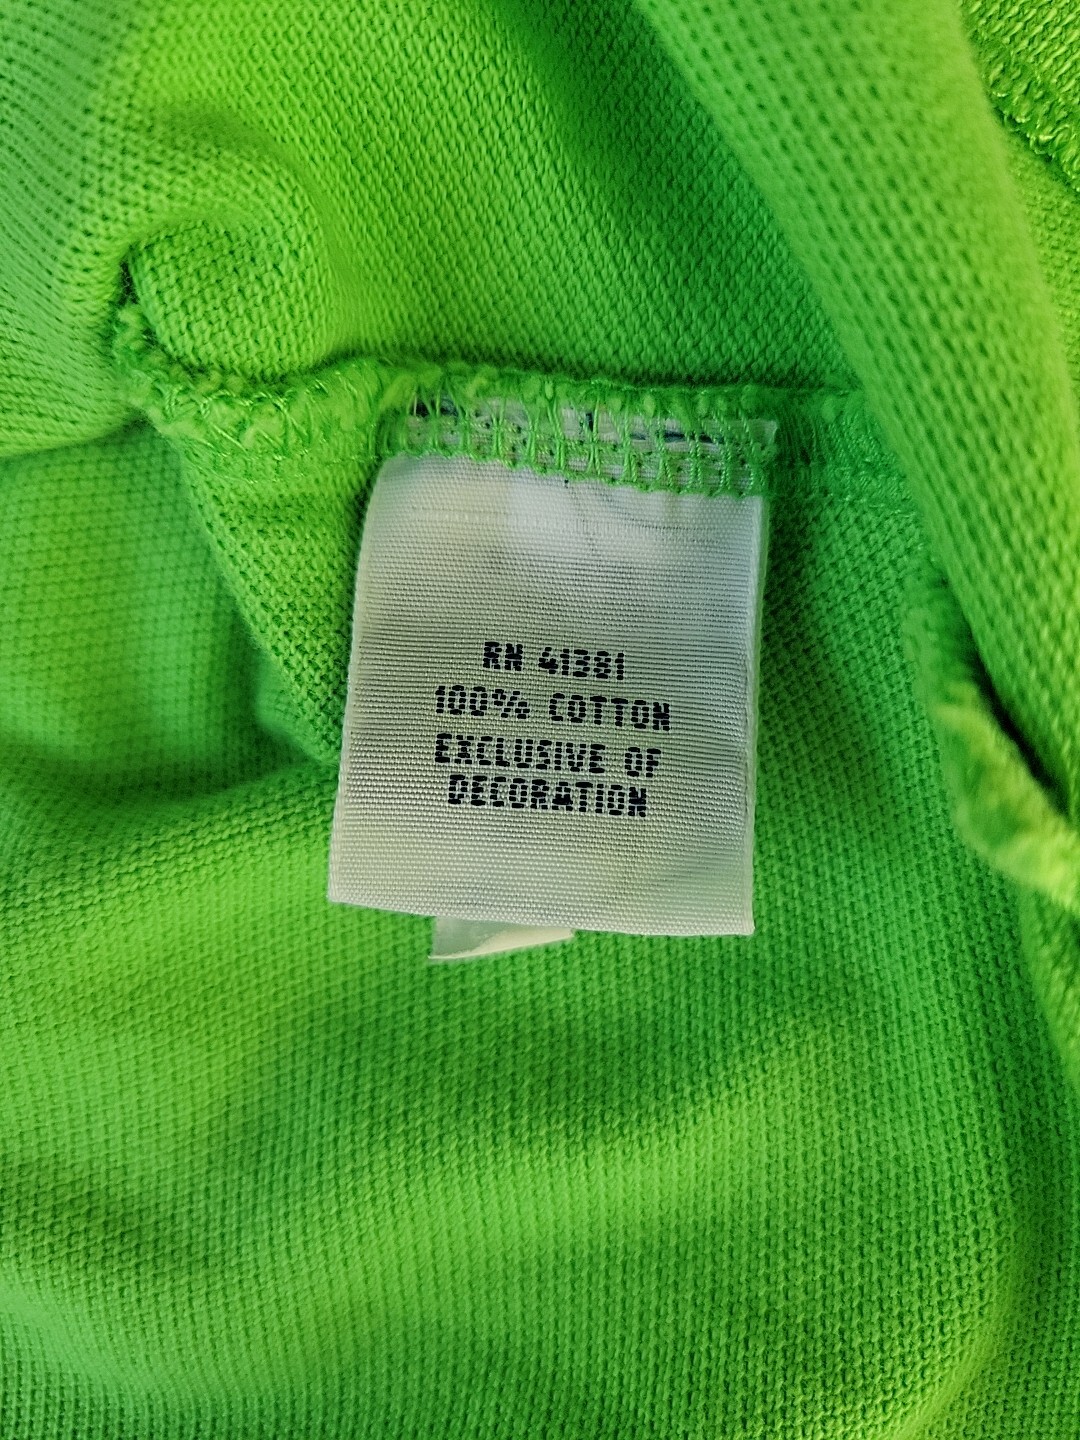 RN 41381
100% COTTON
EXCLUSIVE OF
DECORATION